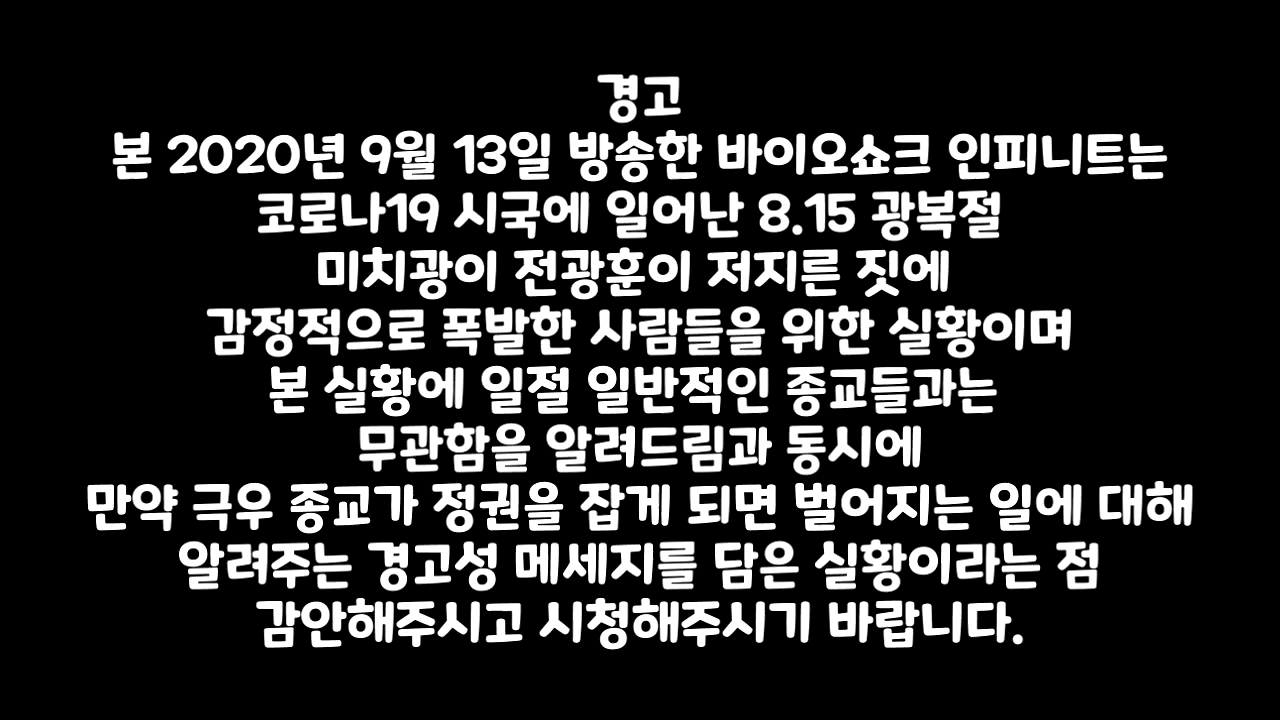 경고
본 2020년 9월 13일 방송한 바이오쇼크 인피니트는
코로나19 시국에 일어난 8.15 광복절
미치광이 전광훈이 저지른 짓에
감정적으로 폭발한 사람들을 위한 실황이며
본 실황에 일절 일반적인 종교들과는
무관함을 알려드림과 동시에
만약 극우 종교가 정권을 잡게 되면 벌어지는 일에 대해
알려주는 경고성 메세지를 담은 실황이라는 점
감안해주시고 시청해주시기 바랍니다.